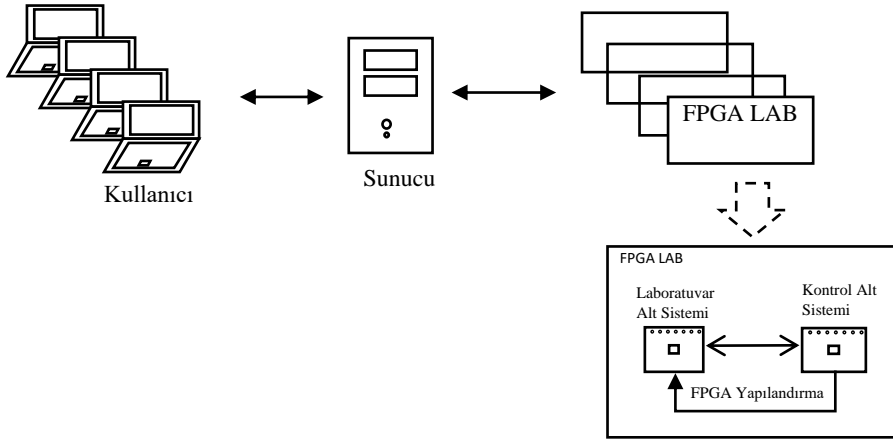 FPGA LAB
Kullanıcı
Sunucu
FPGA LAB
Laboratuvar
Alt Sistemi
Kontrol Alt
Sistemi
FPGA Yapılandırma